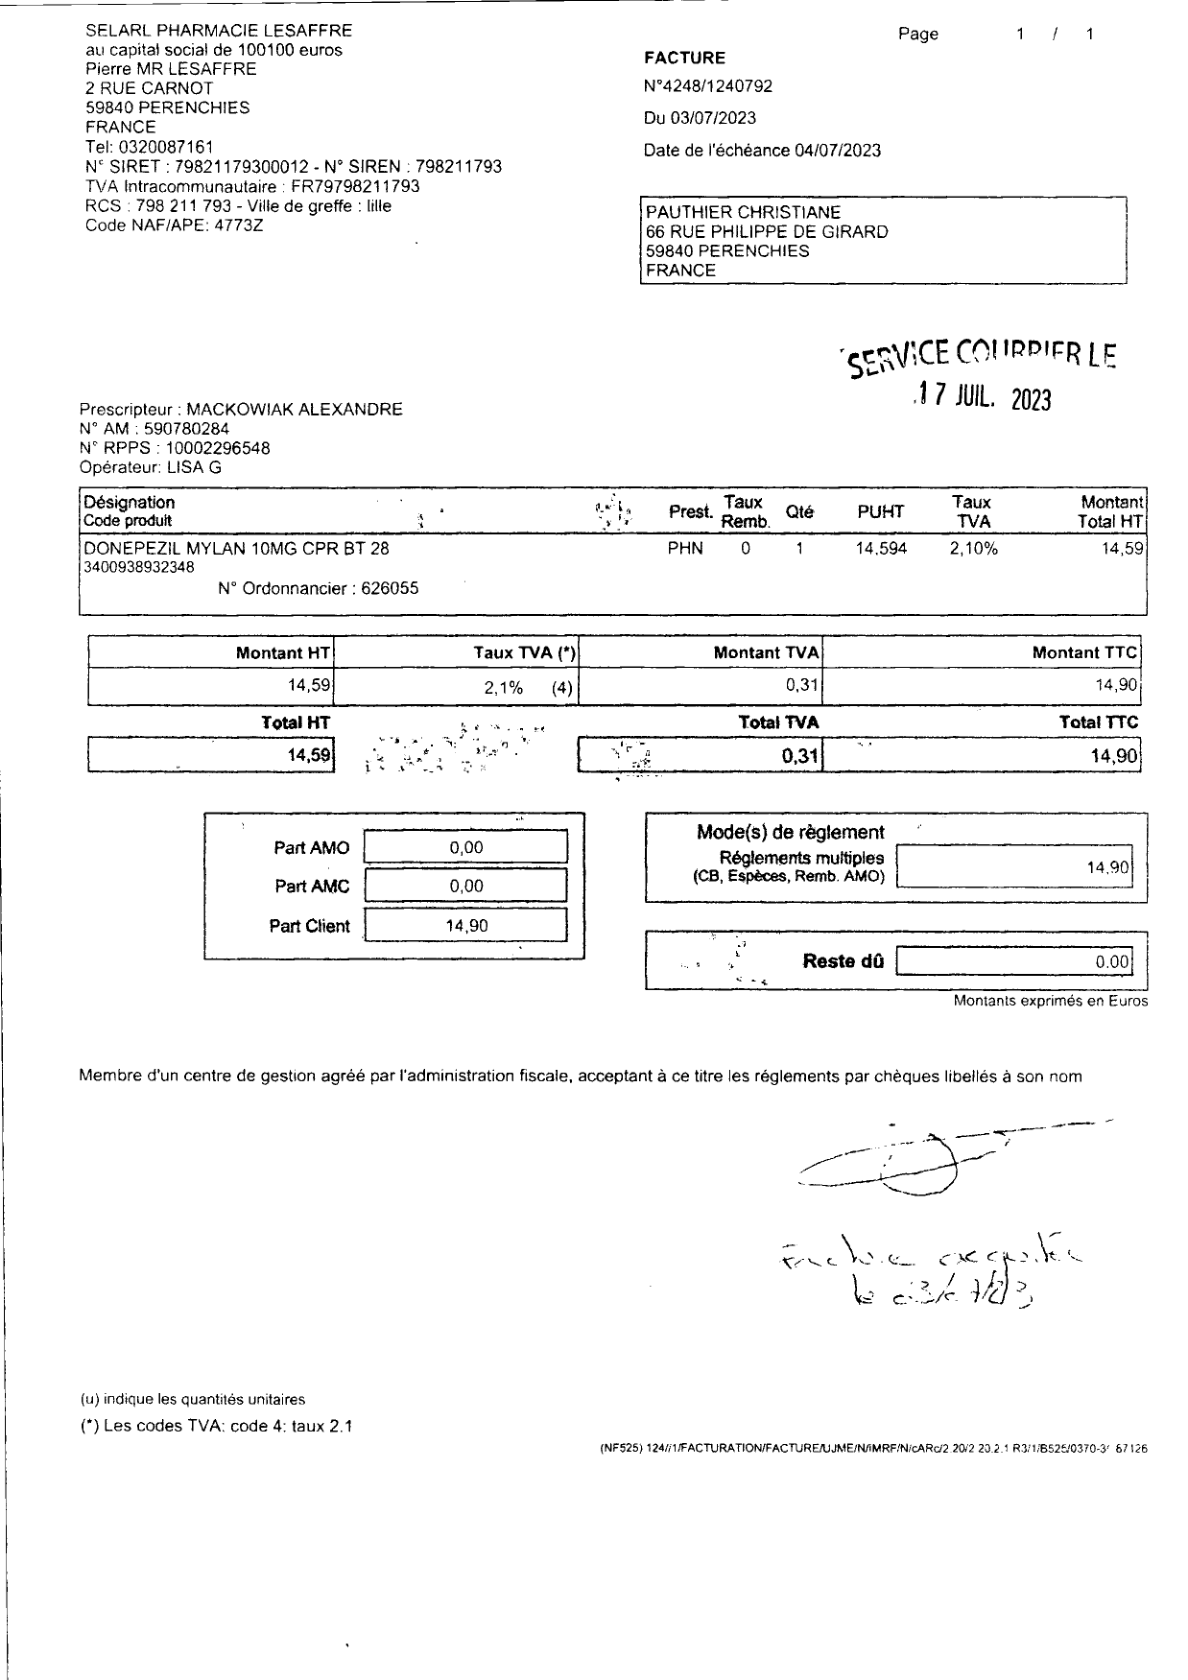 SELARL PHARMACIE LESAFFRE
au capital social de 100100 euros
Pierre MR LESAFFRE
2 RUE CARNOT
59840 PERENCHIES
FRANCE
Tel: 0320087161
N° SIRET : 79821179300012 - N° SIREN : 798211793
TVA Intracommunautaire : FR79798211793
RCS : 798 211 793 - Ville de greffe : lille
Code NAF/APE: 4773Z
Page 1 / 1
FACTURE
N°4248/1240792
Du 03/07/2023
Date de l'échéance 04/07/2023
PAUTHIER CHRISTIANE
66 RUE PHILIPPE DE GIRARD
59840 PERENCHIES
FRANCE
SERVICE COURRIER LE
17 JUIL. 2023
Prescripteur : MACKOWIAK ALEXANDRE
N° AM : 590780284
N° RPPS : 10002296548
Opérateur: LISA G
Désignation Prest. Taux Qté PUHT Taux Montant
Code produit Remb. TVA Total HT
DONEPEZIL MYLAN 10MG CPR BT 28 PHN 0 1 14.594 2,10% 14,59
3400938932348
N° Ordonnancier : 626055
Montant HT Taux TVA (*) Montant TVA Montant TTC
14,59 2,1% (4) 0,31 14,90
Total HT Total TVA Total TTC
14,59 0,31 14,90
Part AMO 0,00
Part AMC 0,00
Part Client 14,90
Mode(s) de règlement
Réglements multiples 14,90
(CB, Espèces, Remb. AMO)
Reste dû 0.00
Montants exprimés en Euros
Membre d'un centre de gestion agréé par l'administration fiscale, acceptant à ce titre les réglements par chèques libellés à son nom
Facture acquittée
le 03/07/23
(u) indique les quantités unitaires
(*) Les codes TVA: code 4: taux 2.1
(NF525) 124//1/FACTURATION/FACTURE/UJME/N/iMRF/N/cARc/2.20/2 20.2.1 R3/1/B525/0370-3/ 67126